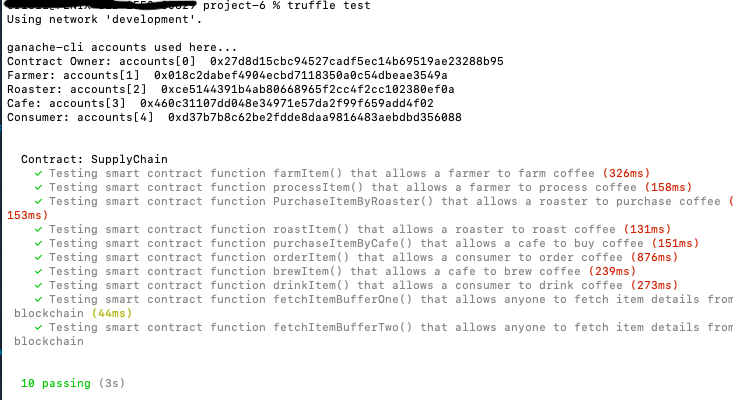 project-6 % truffle test
Using network 'development'.
ganache-cli accounts used here...
Contract Owner: accounts[0]  0x27d8d15cbc94527cadf5ec14b69519ae23288b95
Farmer: accounts[1]  0x018c2dabef4904ecbd7118350a0c54dbeae3549a
Roaster: accounts[2]  0xce5144391b4ab80668965f2cc4f2cc102380ef0a
Cafe: accounts[3]  0x460c31107dd048e34971e57da2f99f659add4f02
Consumer: accounts[4]  0xd37b7b8c62be2fdde8daa9816483aebdbd356088
Contract: SupplyChain
✓ Testing smart contract function farmItem() that allows a farmer to farm coffee (326ms)
✓ Testing smart contract function processItem() that allows a farmer to process coffee (158ms)
✓ Testing smart contract function PurchaseItemByRoaster() that allows a roaster to purchase coffee (
153ms)
✓ Testing smart contract function roastItem() that allows a roaster to roast coffee (131ms)
✓ Testing smart contract function purchaseItemByCafe() that allows a cafe to buy coffee (151ms)
✓ Testing smart contract function orderItem() that allows a consumer to order coffee (876ms)
✓ Testing smart contract function brewItem() that allows a cafe to brew coffee (239ms)
✓ Testing smart contract function drinkItem() that allows a consumer to drink coffee (273ms)
✓ Testing smart contract function fetchItemBufferOne() that allows anyone to fetch item details from
blockchain (44ms)
✓ Testing smart contract function fetchItemBufferTwo() that allows anyone to fetch item details from
blockchain
10 passing (3s)